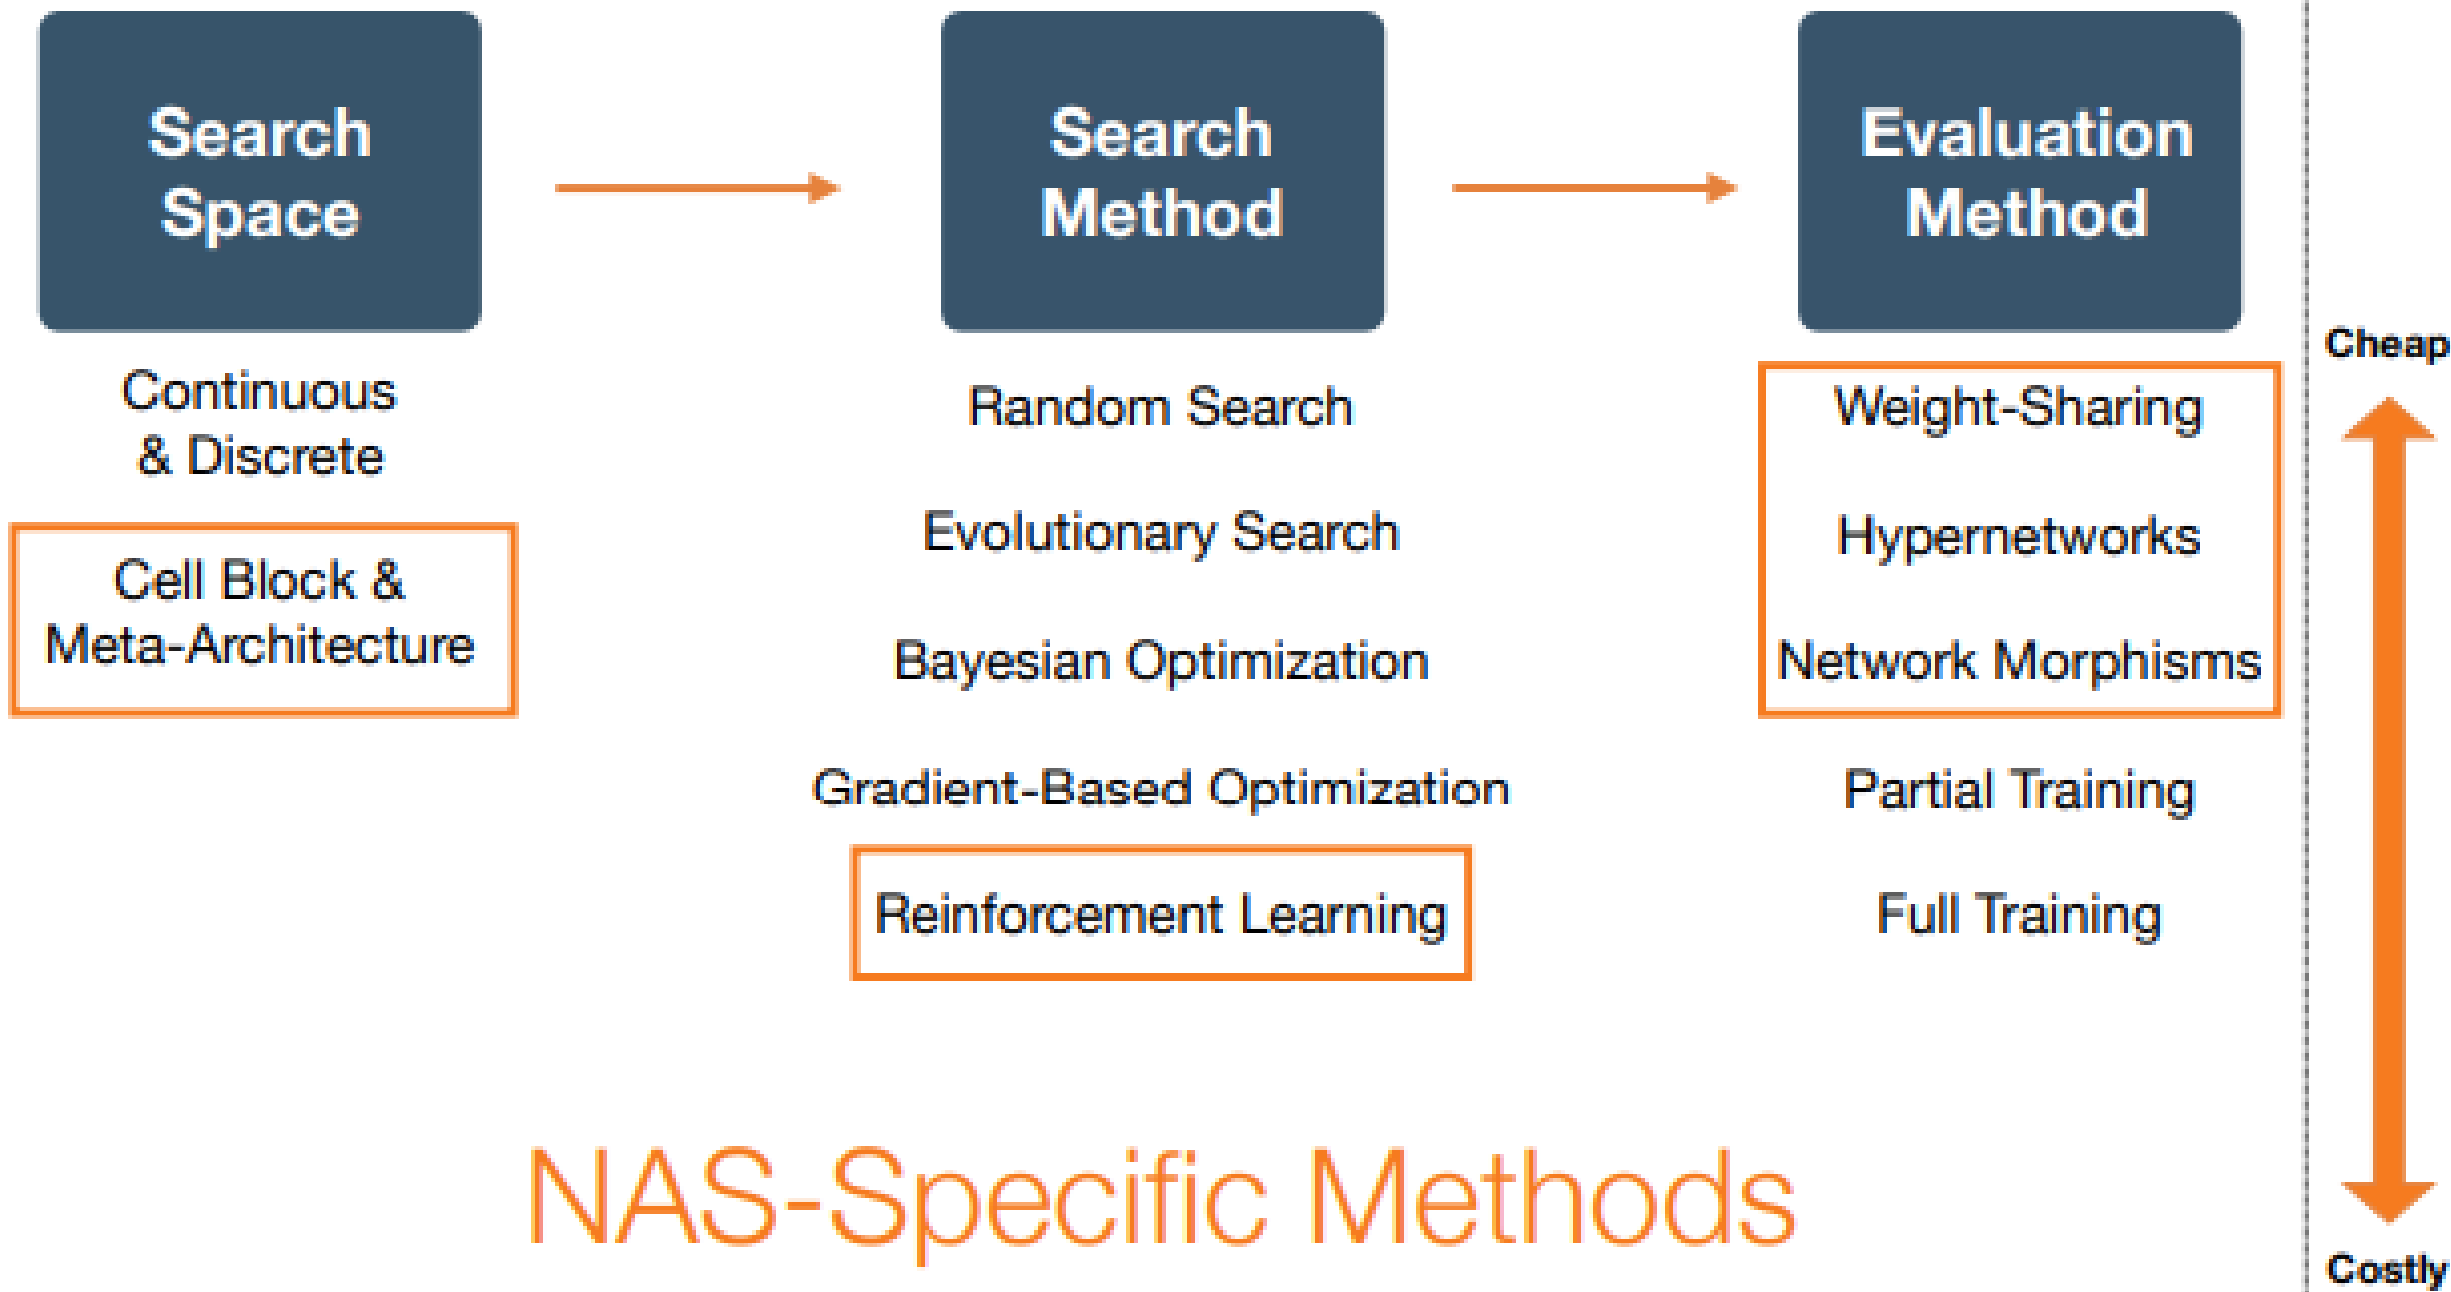 Search
Space
Search
Method
Evaluation
Method
Continuous
& Discrete
Cell Block &
Meta-Architecture
Random Search
Evolutionary Search
Bayesian Optimization
Gradient-Based Optimization
Reinforcement Learning
Weight-Sharing
Hypernetworks
Network Morphisms
Partial Training
Full Training
Cheap
Costly
NAS-Specific Methods